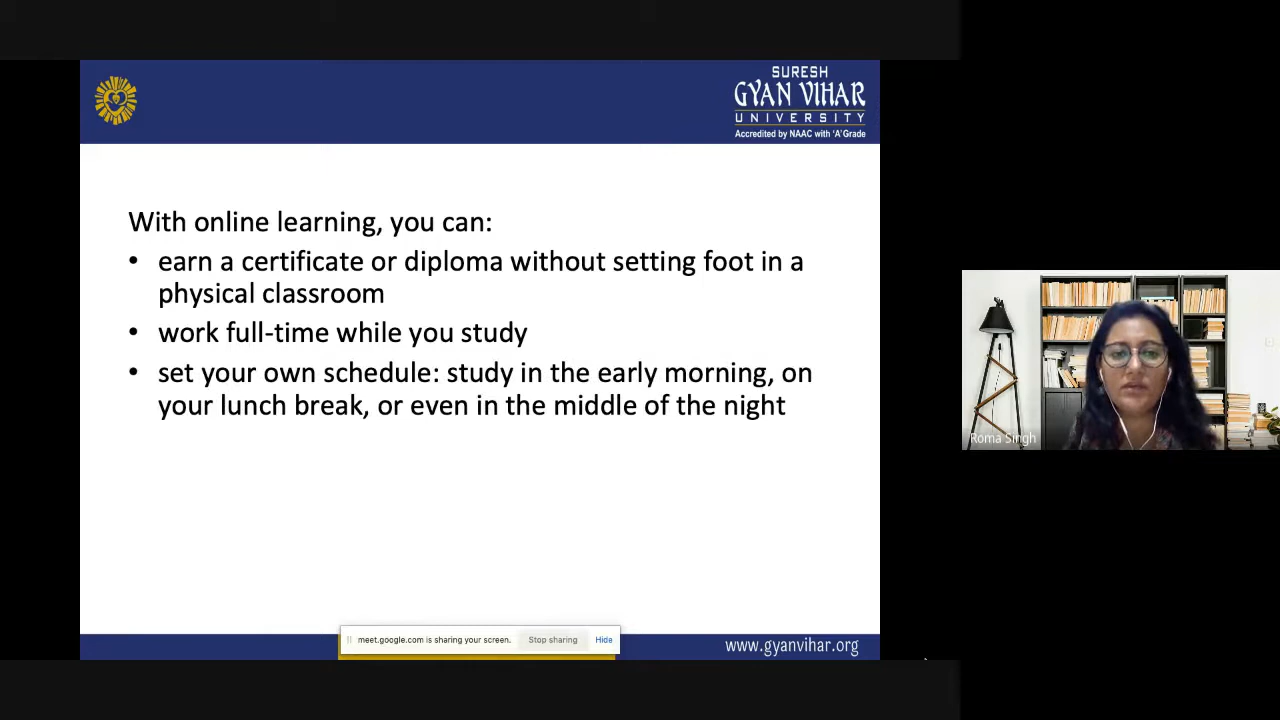 SURESH
GYAN VIHAR
UNIVERSITY
Accredited by NAAC with 'A' Grade
With online learning, you can:
• earn a certificate or diploma without setting foot in a
physical classroom
• work full-time while you study
• set your own schedule: study in the early morning, on
your lunch break, or even in the middle of the night
Roma Singh
meet.google.com is sharing your screen.
Stop sharing
Hide
www.gyanvihar.org